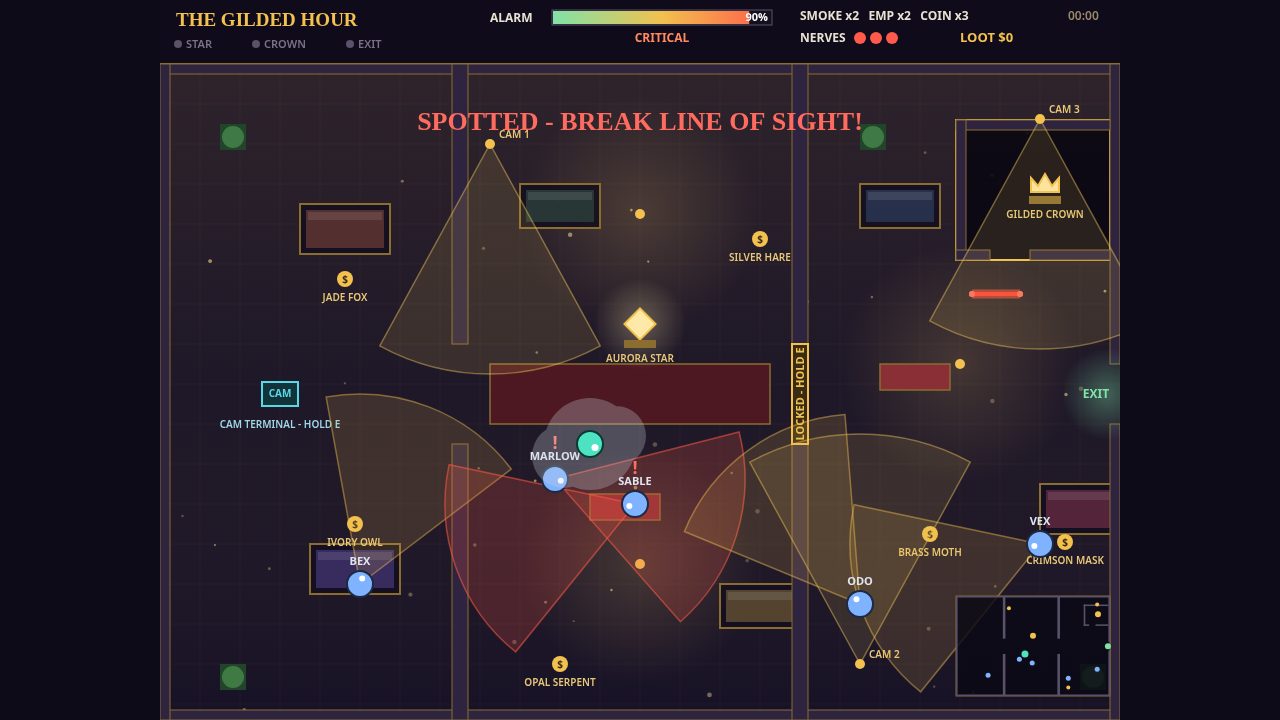 THE GILDED HOUR
ALARM
90%
CRITICAL
SMOKE x2 EMP x2 COIN x3
NERVES
LOOT $0
00:00
STAR
CROWN
EXIT
SPOTTED - BREAK LINE OF SIGHT!
CAM 1
CAM 3
GILDED CROWN
$
SILVER HARE
$
JADE FOX
AURORA STAR
LOCKED - HOLD E
CAM
CAM TERMINAL - HOLD E
EXIT
!
MARLOW
!
SABLE
$
IVORY OWL
BEX
$
BRASS MOTH
VEX
$
CRIMSON MASK
ODO
CAM 2
$
OPAL SERPENT